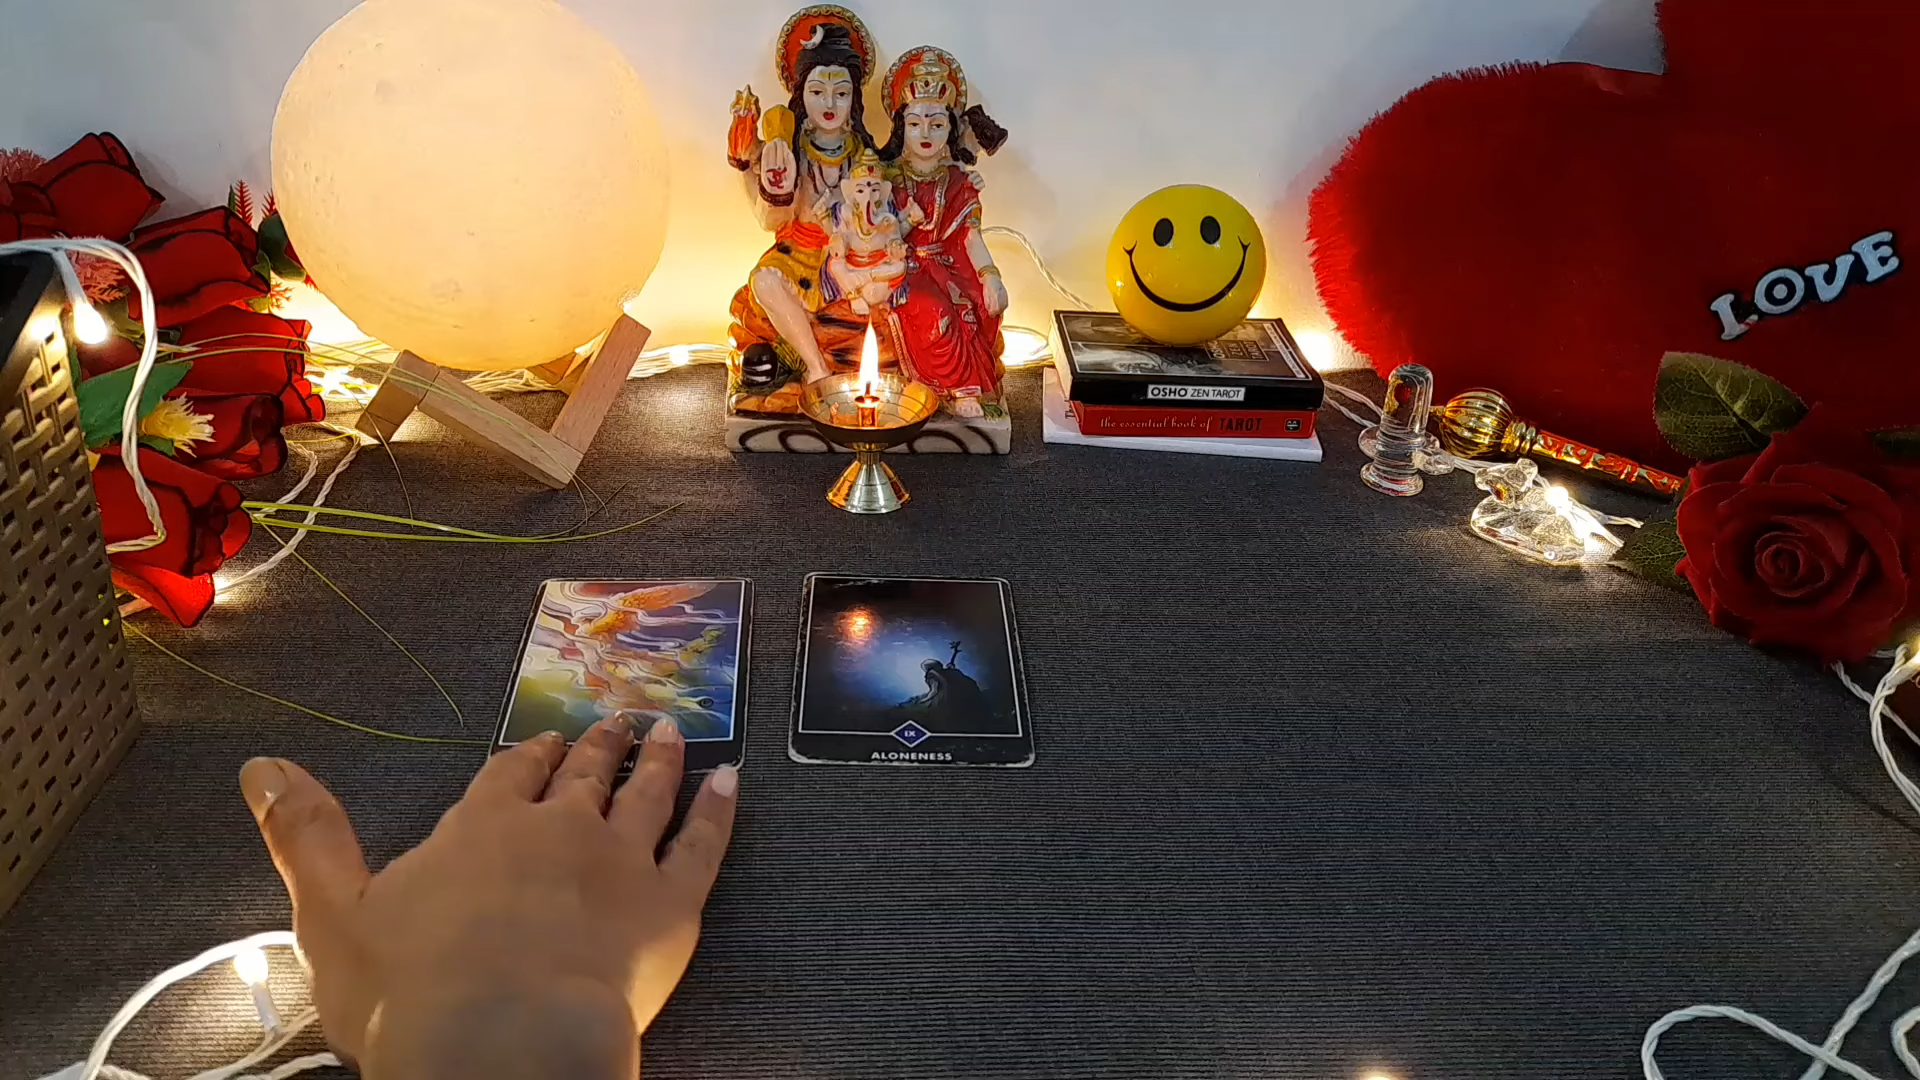 LOVE
OSHO ZEN TAROT
the essential book of TAROT
IX
ALONENESS